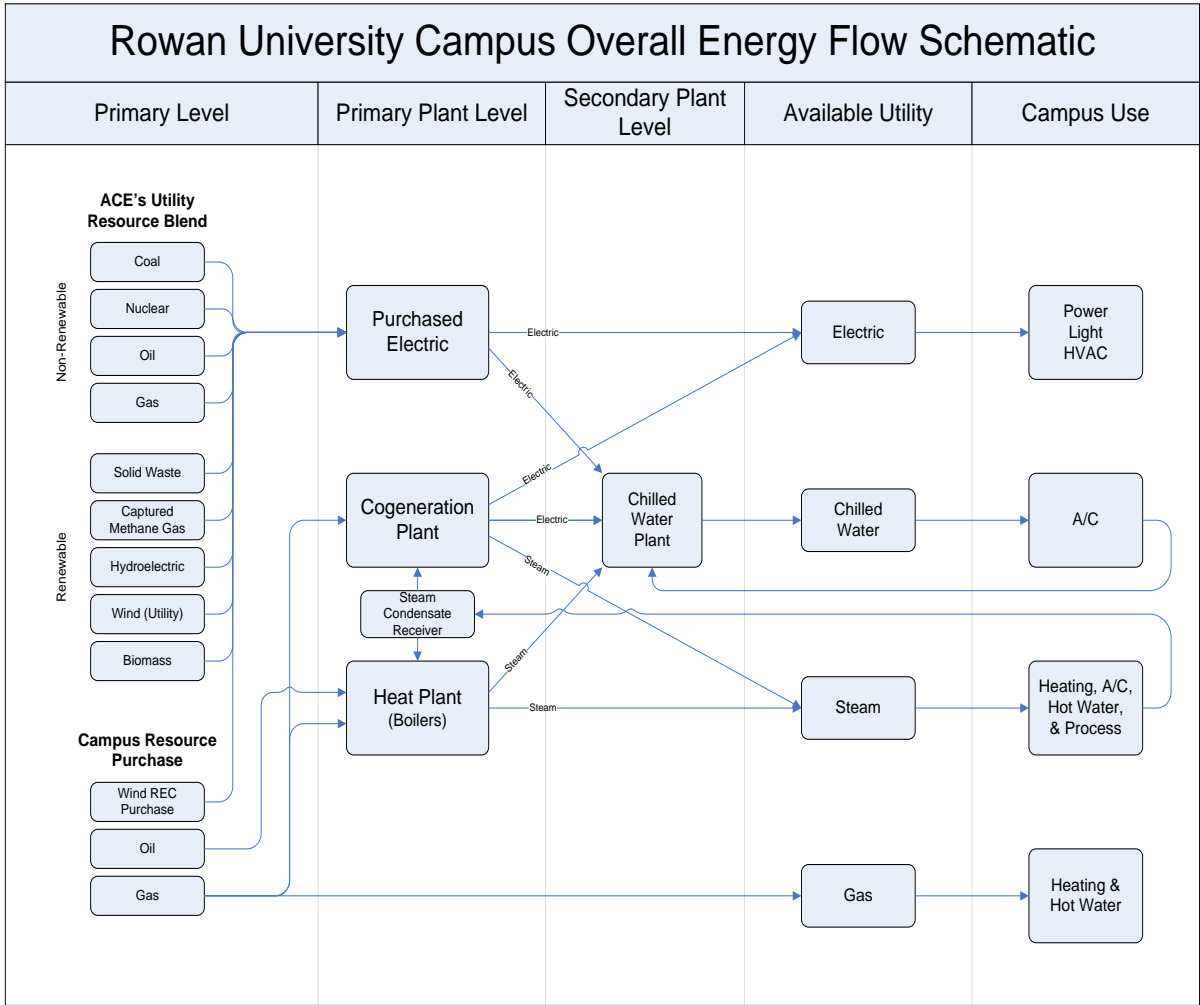 Rowan University Campus Overall Energy Flow Schematic
Primary Level
Primary Plant Level
Secondary Plant
Level
Available Utility
Campus Use
ACE's Utility
Resource Blend
Non-Renewable
Coal
Nuclear
Oil
Gas
Renewable
Solid Waste
Captured
Methane Gas
Hydroelectric
Wind (Utility)
Biomass
Campus Resource
Purchase
Wind REC
Purchase
Oil
Gas
Purchased
Electric
Cogeneration
Plant
Steam
Condensate
Receiver
Heat Plant
(Boilers)
Electric
Electric
Electric
Electric
Steam
Steam
Steam
Chilled
Water
Plant
Electric
Chilled
Water
Steam
Gas
Power
Light
HVAC
A/C
Heating, A/C,
Hot Water,
& Process
Heating &
Hot Water